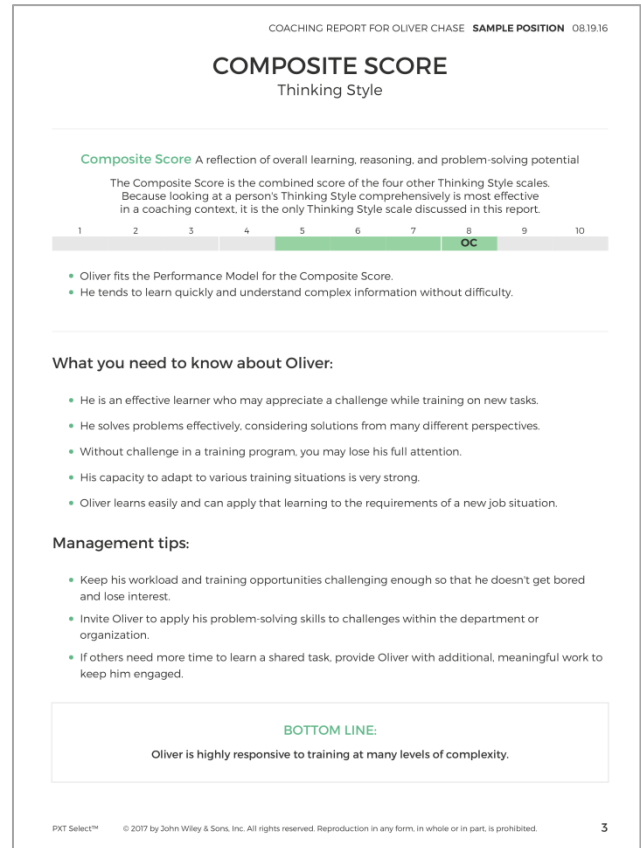 COACHING REPORT FOR OLIVER CHASE SAMPLE POSITION 08.19.16
COMPOSITE SCORE
Thinking Style
Composite Score A reflection of overall learning, reasoning, and problem-solving potential
The Composite Score is the combined score of the four other Thinking Style scales.
Because looking at a person's Thinking Style comprehensively is most effective
in a coaching context, it is the only Thinking Style scale discussed in this report.
1 2 3 4 5 6 7 8 9 10
OC
• Oliver fits the Performance Model for the Composite Score.
• He tends to learn quickly and understand complex information without difficulty.
What you need to know about Oliver:
• He is an effective learner who may appreciate a challenge while training on new tasks.
• He solves problems effectively, considering solutions from many different perspectives.
• Without challenge in a training program, you may lose his full attention.
• His capacity to adapt to various training situations is very strong.
• Oliver learns easily and can apply that learning to the requirements of a new job situation.
Management tips:
• Keep his workload and training opportunities challenging enough so that he doesn't get bored
and lose interest.
• Invite Oliver to apply his problem-solving skills to challenges within the department or
organization.
• If others need more time to learn a shared task, provide Oliver with additional, meaningful work to
keep him engaged.
BOTTOM LINE:
Oliver is highly responsive to training at many levels of complexity.
PXT Select™ © 2017 by John Wiley & Sons, Inc. All rights reserved. Reproduction in any form, in whole or in part, is prohibited. 3